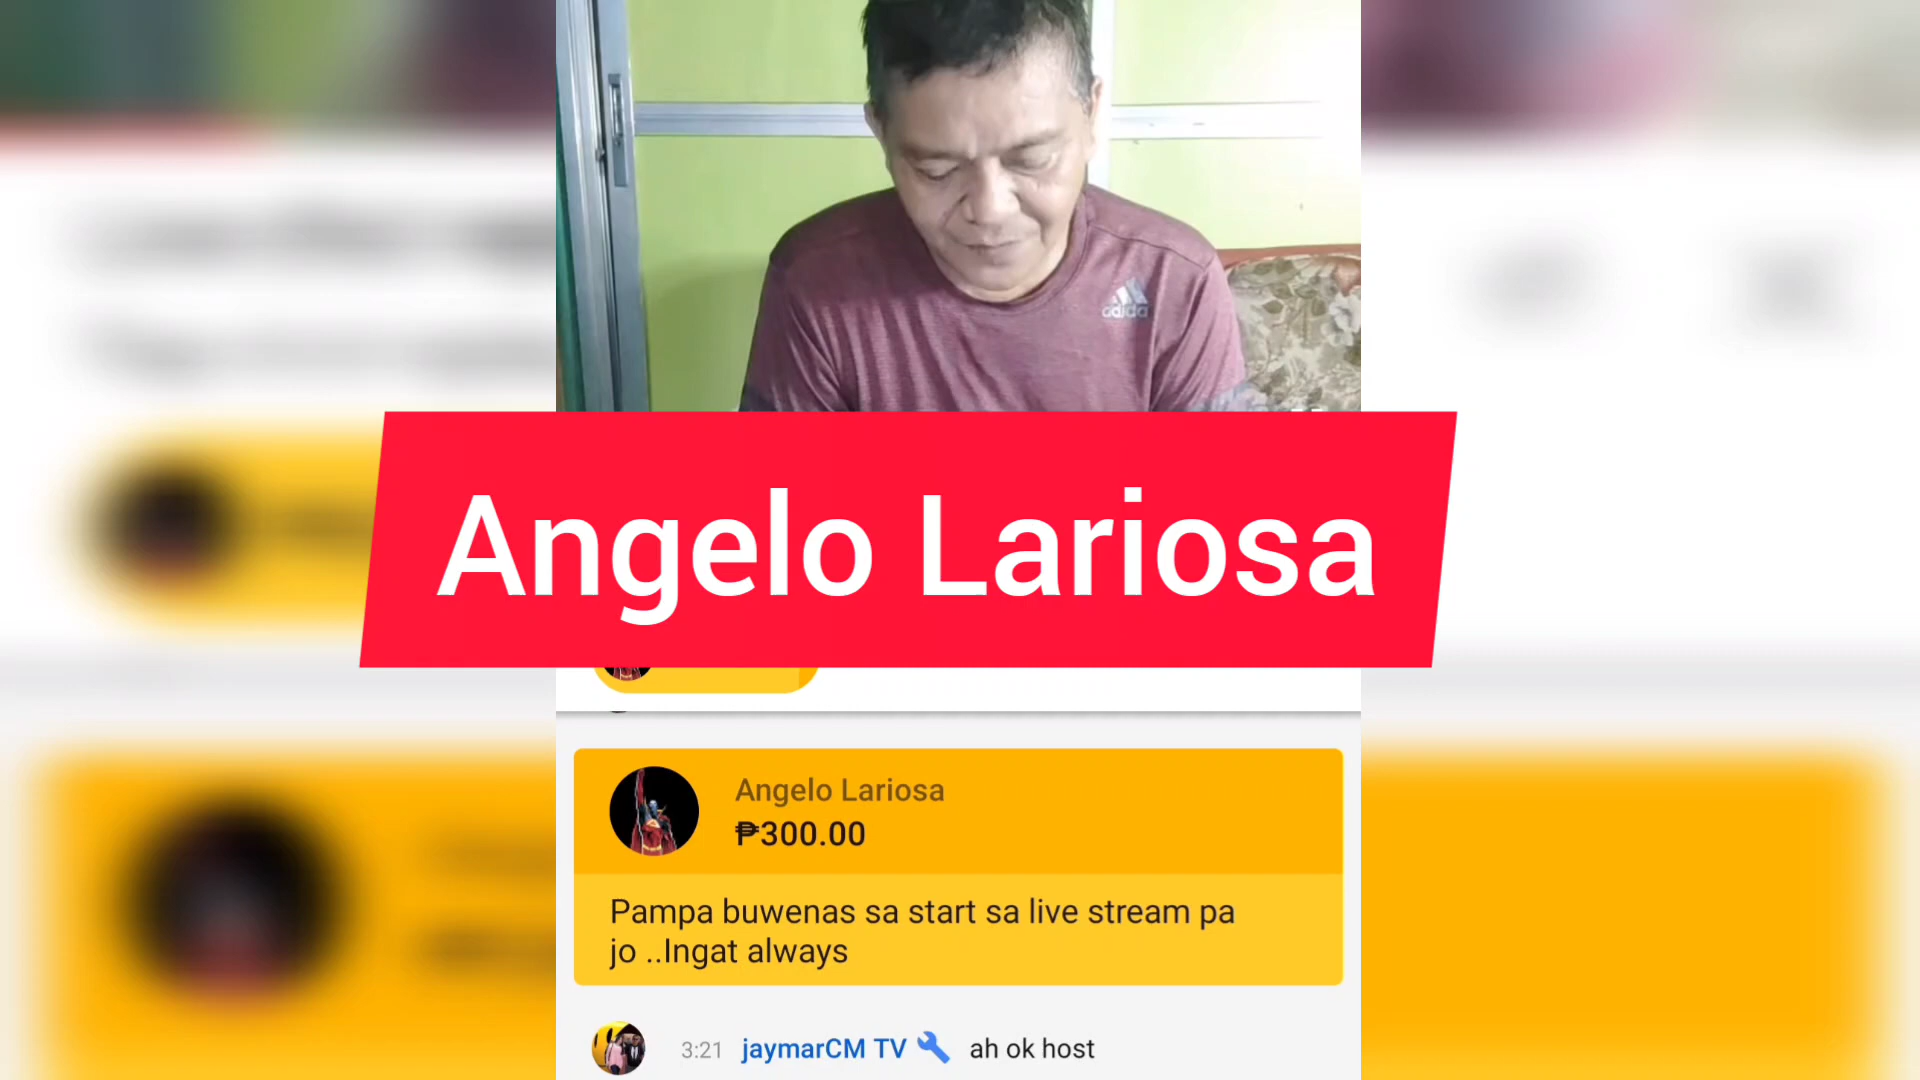 adidas
Angelo Lariosa
Angelo Lariosa
₱300.00
Pampa buwenas sa start sa live stream pa
jo ..Ingat always
3:21 jaymarCM TV ah ok host